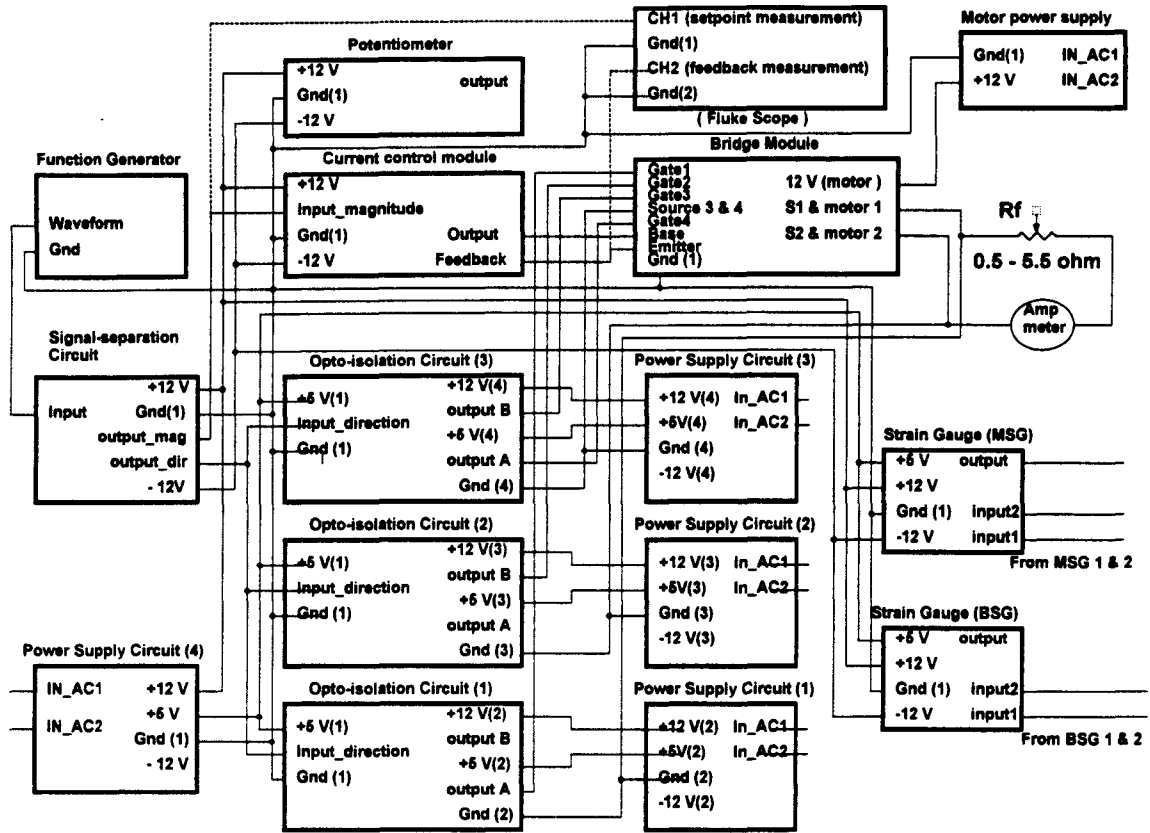 CH1 (setpoint measurement)
Gnd(1)
CH2 (feedback measurement)
Gnd(2)
( Fluke Scope )
Motor power supply
Gnd(1) IN_AC1
+12 V IN_AC2
Potentiometer
+12 V
output
Gnd(1)
-12 V
Function Generator
Waveform
Gnd
Current control module
+12 V
Input_magnitude
Gnd(1) Output
-12 V Feedback
Bridge Module
Gate1
Gate2
Gate3
Source 3 & 4
Gate4
Base
Emitter
Gnd (1)
12 V (motor )
S1 & motor 1
S2 & motor 2
Rf
0.5 - 5.5 ohm
Amp
meter
Signal-separation
Circuit
+12 V
Input Gnd(1)
output_mag
output_dir
- 12V
Opto-isolation Circuit (3)
+5 V(1)
Input_direction
Gnd (1)
+12 V(4)
output B
+5 V(4)
output A
Gnd (4)
Power Supply Circuit (3)
+12 V(4) In_AC1
+5V(4) In_AC2
Gnd (4)
-12 V(4)
Strain Gauge (MSG)
+5 V output
+12 V
Gnd (1) input2
-12 V input1
From MSG 1 & 2
Opto-isolation Circuit (2)
+5 V(1)
Input_direction
Gnd (1)
+12 V(3)
output B
+5 V(3)
output A
Gnd (3)
Power Supply Circuit (2)
+12 V(3) In_AC1
+5V(3) In_AC2
Gnd (3)
-12 V(3)
Strain Gauge (BSG)
+5 V output
+12 V
Gnd (1) input2
-12 V input1
From BSG 1 & 2
Power Supply Circuit (4)
IN_AC1 +12 V
IN_AC2 +5 V
Gnd (1)
- 12 V
Opto-isolation Circuit (1)
+5 V(1)
Input_direction
Gnd (1)
+12 V(2)
output B
+5 V(2)
output A
Gnd (2)
Power Supply Circuit (1)
+12 V(2) In_AC1
+5V(2) In_AC2
Gnd (2)
-12 V(2)